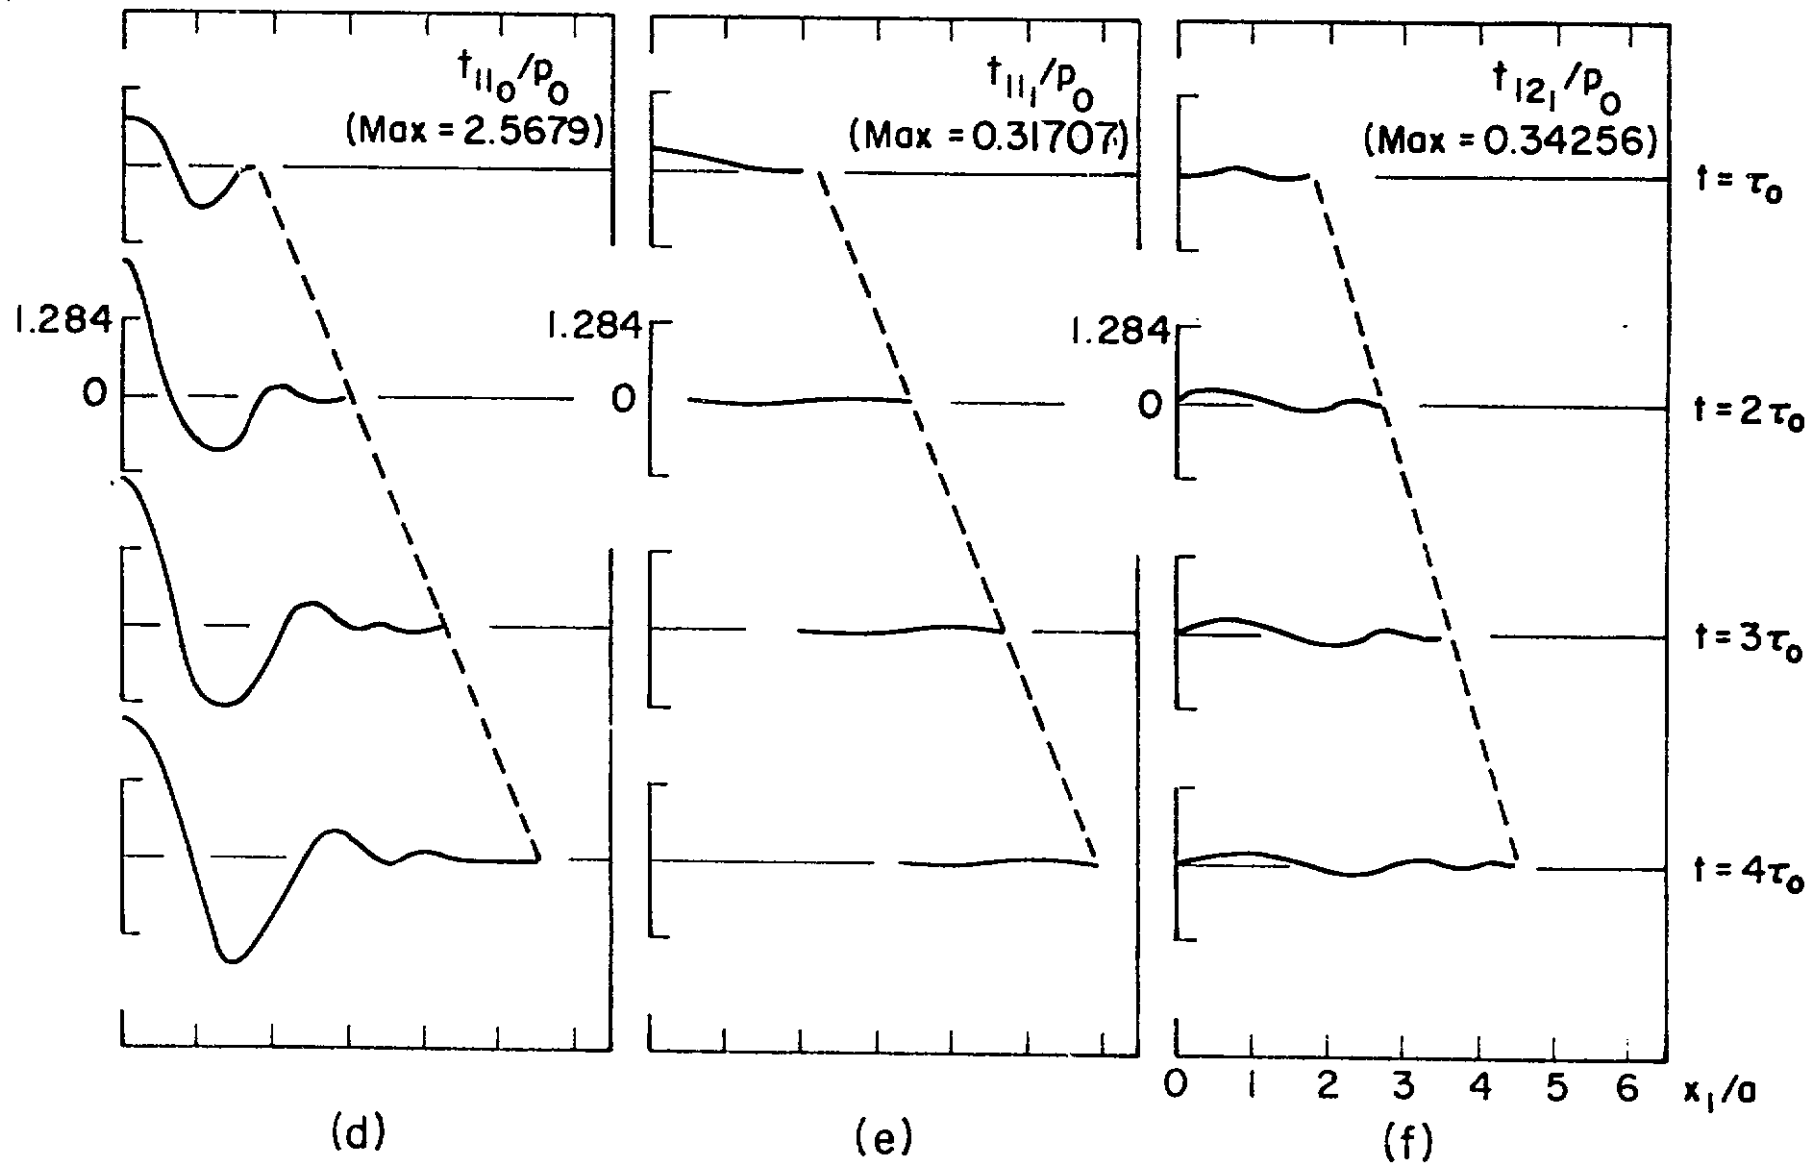 t₁₁₀/p₀
(Max = 2.5679)
t₁₁₁/p₀
(Max = 0.31707)
t₁₂₁/p₀
(Max = 0.34256)
t = τ₀
1.284
0
1.284
0
1.284
0
t = 2τ₀
t = 3τ₀
t = 4τ₀
0 1 2 3 4 5 6 x₁/a
(d)
(e)
(f)